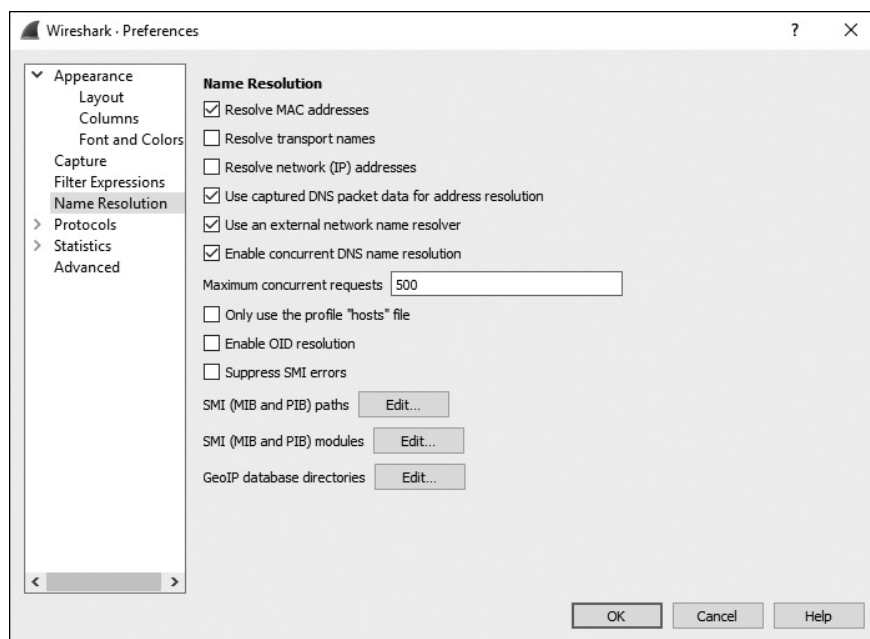 Wireshark · Preferences
Appearance
Layout
Columns
Font and Colors
Capture
Filter Expressions
Name Resolution
Protocols
Statistics
Advanced
Name Resolution
Resolve MAC addresses
Resolve transport names
Resolve network (IP) addresses
Use captured DNS packet data for address resolution
Use an external network name resolver
Enable concurrent DNS name resolution
Maximum concurrent requests 500
Only use the profile "hosts" file
Enable OID resolution
Suppress SMI errors
SMI (MIB and PIB) paths Edit...
SMI (MIB and PIB) modules Edit...
GeoIP database directories Edit...
OK Cancel Help